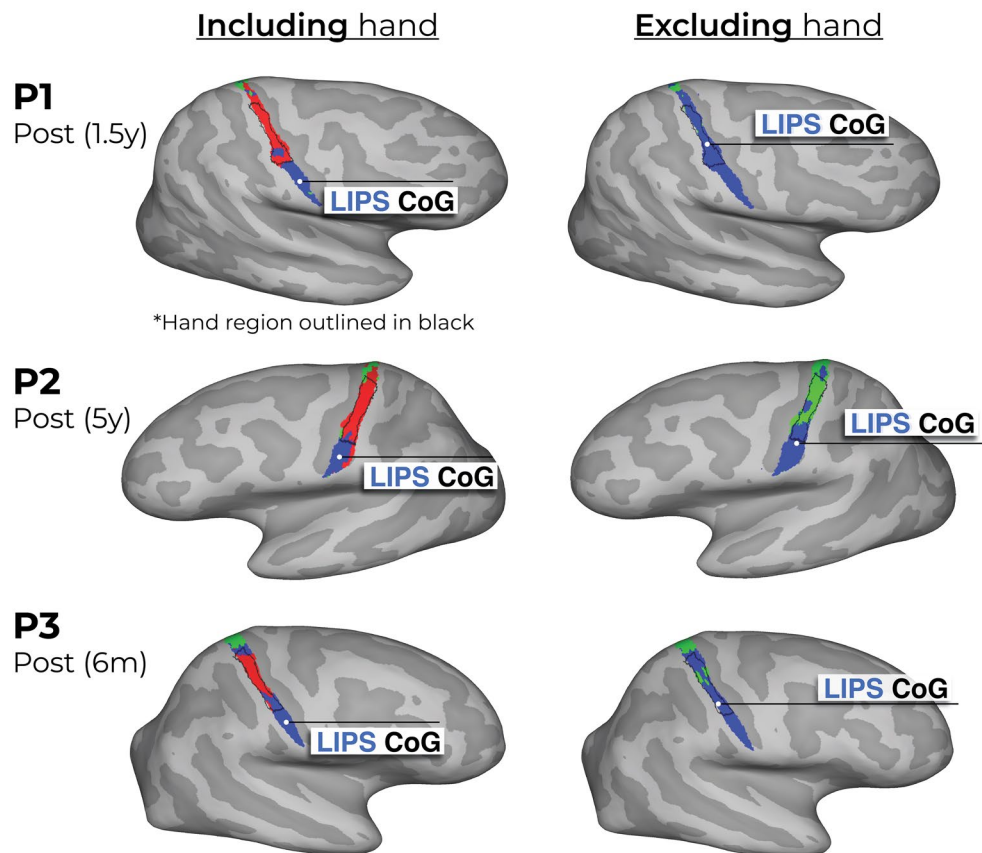 Including hand
Excluding hand
P1
Post (1.5y)
LIPS CoG
LIPS CoG
*Hand region outlined in black
P2
Post (5y)
LIPS CoG
LIPS CoG
P3
Post (6m)
LIPS CoG
LIPS CoG